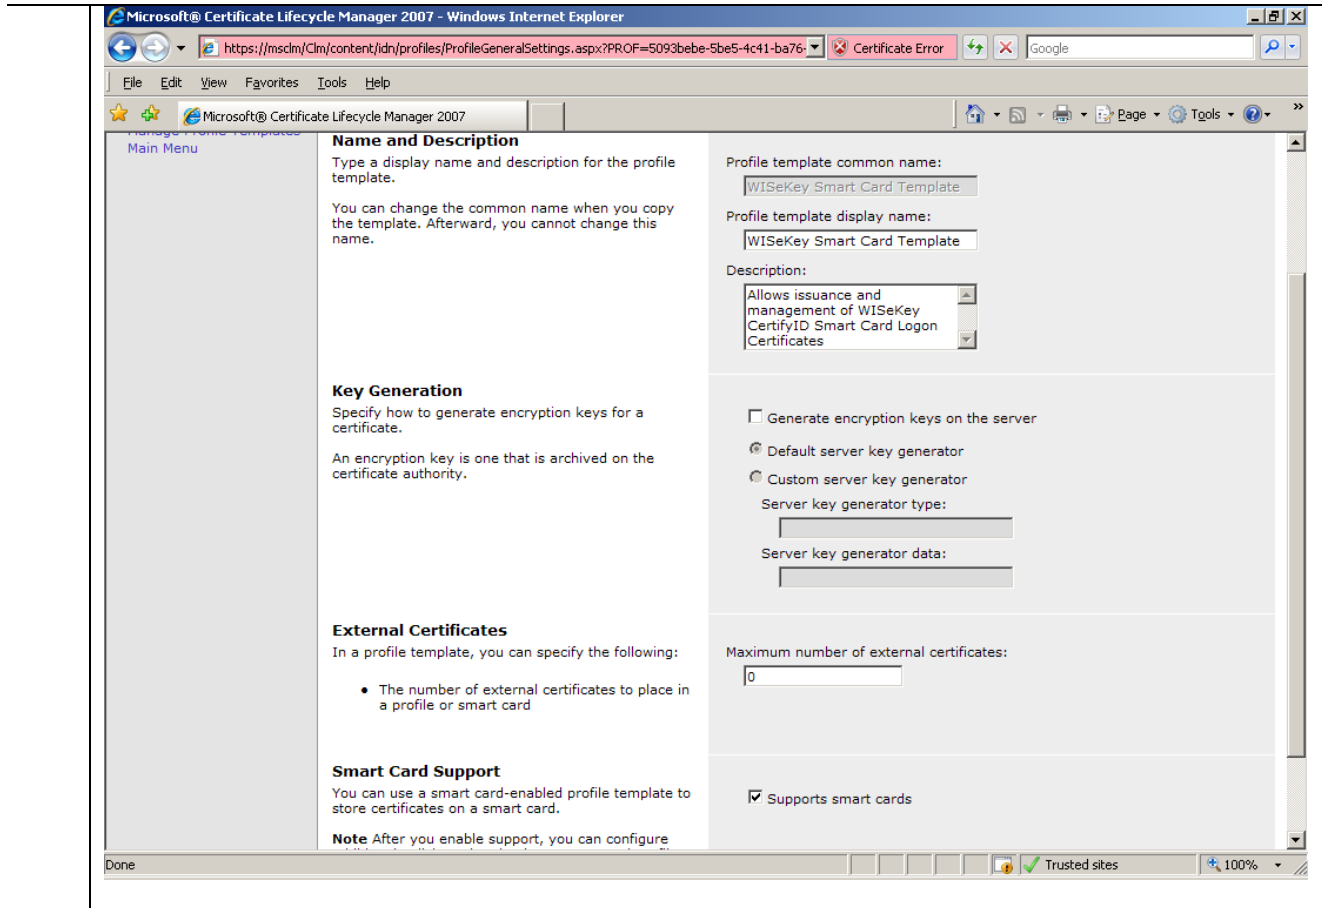 Microsoft® Certificate Lifecycle Manager 2007 - Windows Internet Explorer
https://msclm/Clm/content/idn/profiles/ProfileGeneralSettings.aspx?PROF=5093bebe-5be5-4c41-ba76-
Certificate Error
Google
File Edit View Favorites Tools Help
Microsoft® Certificate Lifecycle Manager 2007
Page Tools
Manage Profile Templates
Main Menu
Name and Description
Type a display name and description for the profile
template.
You can change the common name when you copy
the template. Afterward, you cannot change this
name.
Profile template common name:
WISeKey Smart Card Template
Profile template display name:
WISeKey Smart Card Template
Description:
Allows issuance and
management of WISeKey
CertifyID Smart Card Logon
Certificates
Key Generation
Specify how to generate encryption keys for a
certificate.
An encryption key is one that is archived on the
certificate authority.
Generate encryption keys on the server
Default server key generator
Custom server key generator
Server key generator type:
Server key generator data:
External Certificates
In a profile template, you can specify the following:
• The number of external certificates to place in
a profile or smart card
Maximum number of external certificates:
0
Smart Card Support
You can use a smart card-enabled profile template to
store certificates on a smart card.
Note After you enable support, you can configure
Supports smart cards
Done
Trusted sites
100%